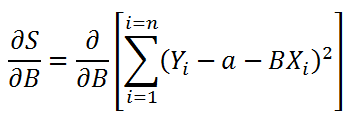 ∂S/∂B = ∂/∂B [∑_{i=1}^{i=n} (Y_i − a − BX_i)^2]